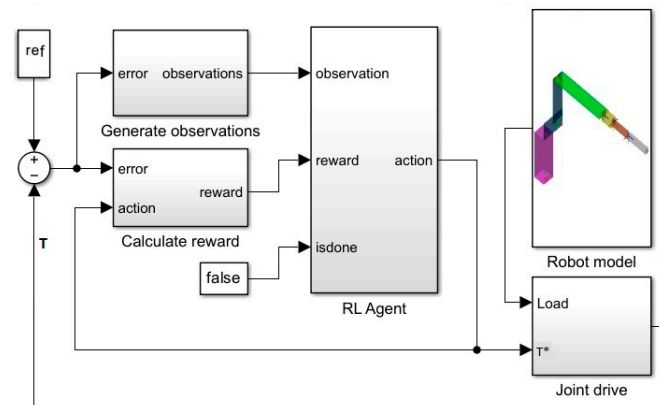 ref
error
observations
Generate observations
+
−
error
reward
action
Calculate reward
T
false
observation
reward
action
isdone
RL Agent
Robot model
Load
T*
Joint drive